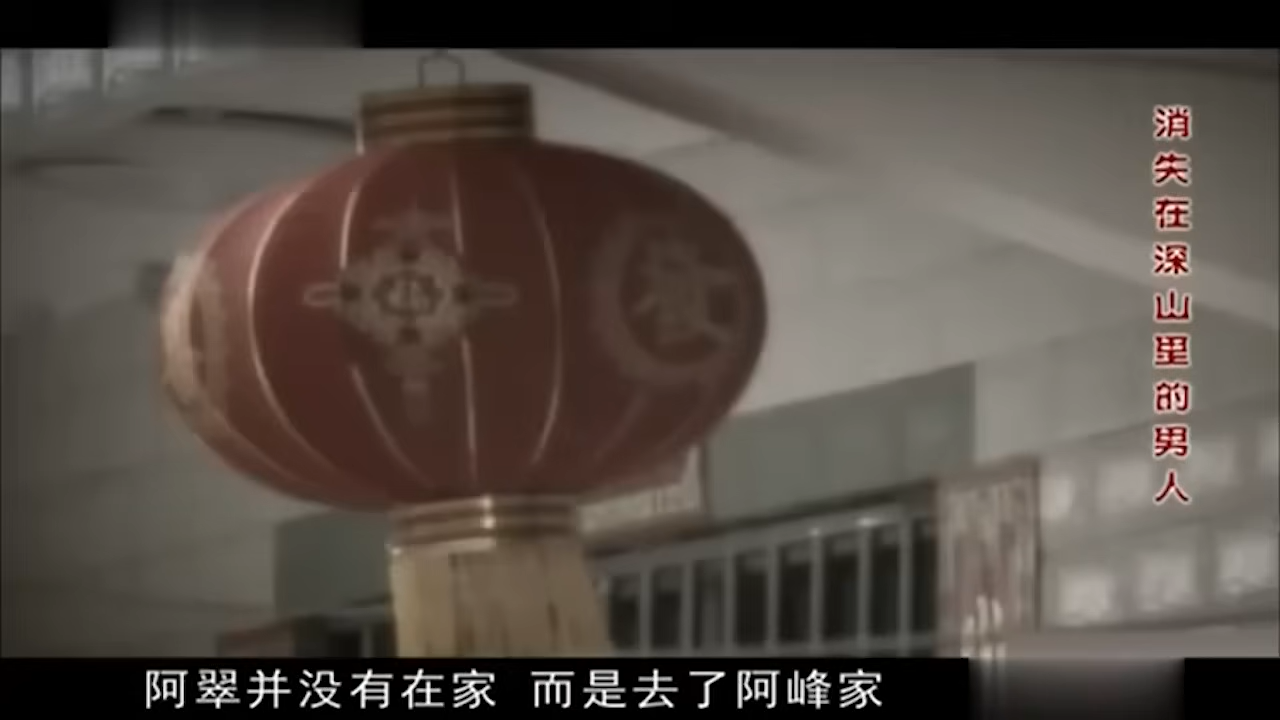 消失在深山里的男人
阿翠并没有在家 而是去了阿峰家